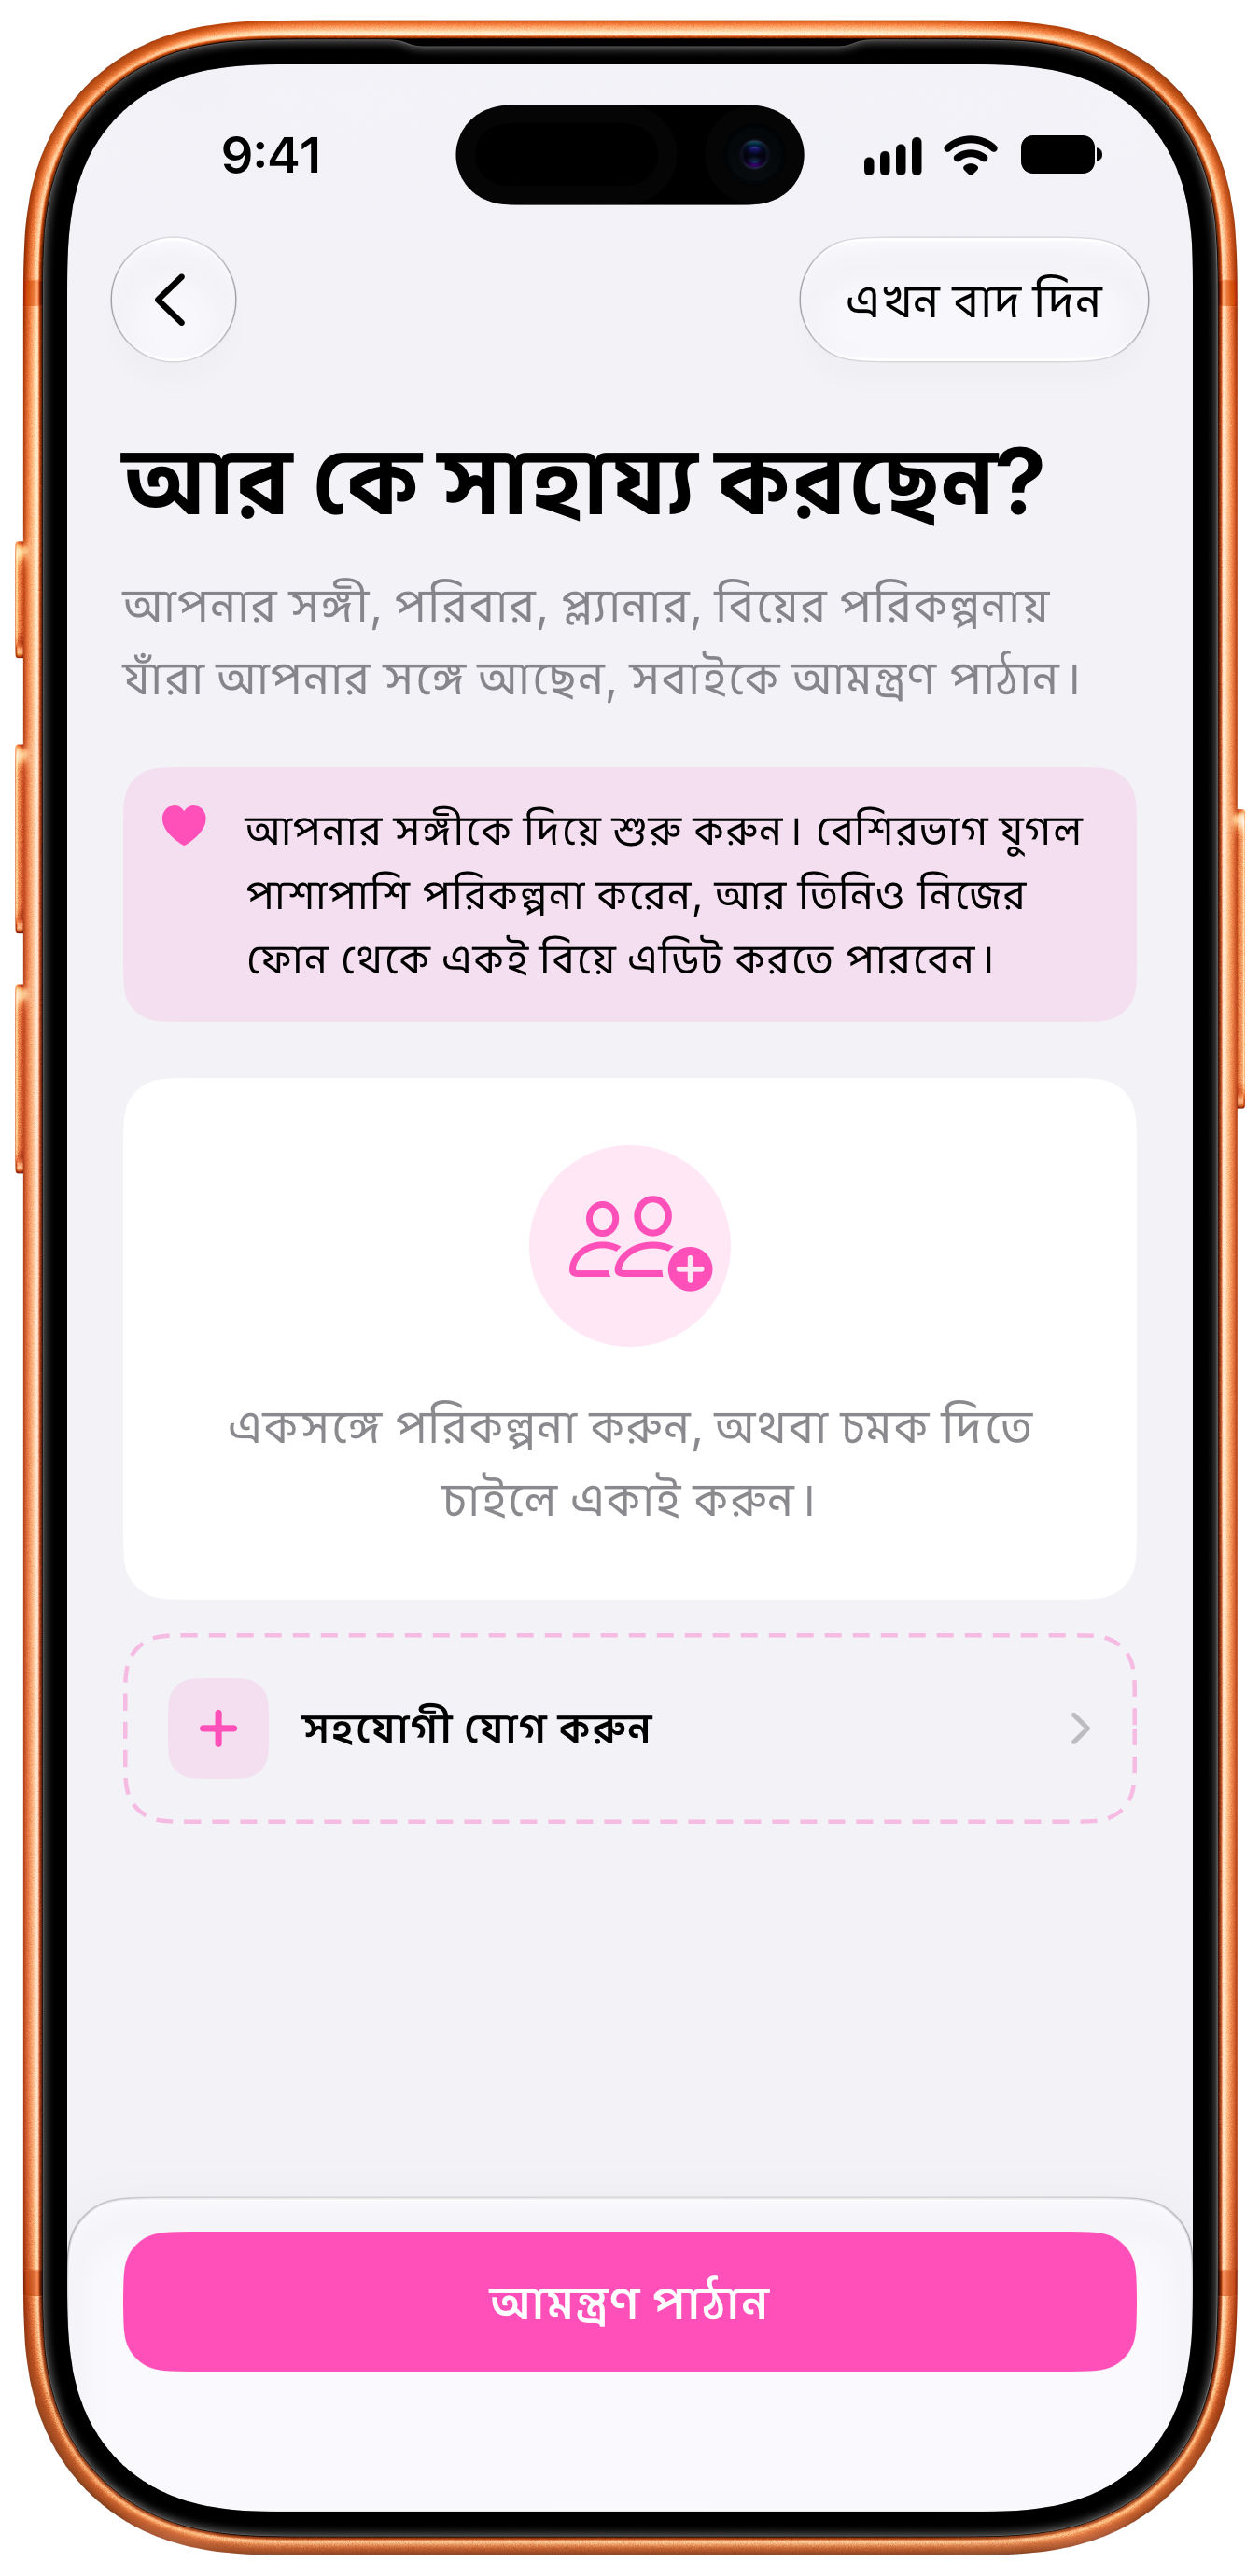 9:41
এখন বাদ দিন
আর কে সাহায্য করছেন?
আপনার সঙ্গী, পরিবার, প্ল্যানার, বিয়ের পরিকল্পনায়
যাঁরা আপনার সঙ্গে আছেন, সবাইকে আমন্ত্রণ পাঠান।
আপনার সঙ্গীকে দিয়ে শুরু করুন। বেশিরভাগ যুগল
পাশাপাশি পরিকল্পনা করেন, আর তিনিও নিজের
ফোন থেকে একই বিয়ে এডিট করতে পারবেন।
একসঙ্গে পরিকল্পনা করুন, অথবা চমক দিতে
চাইলে একাই করুন।
সহযোগী যোগ করুন
আমন্ত্রণ পাঠান